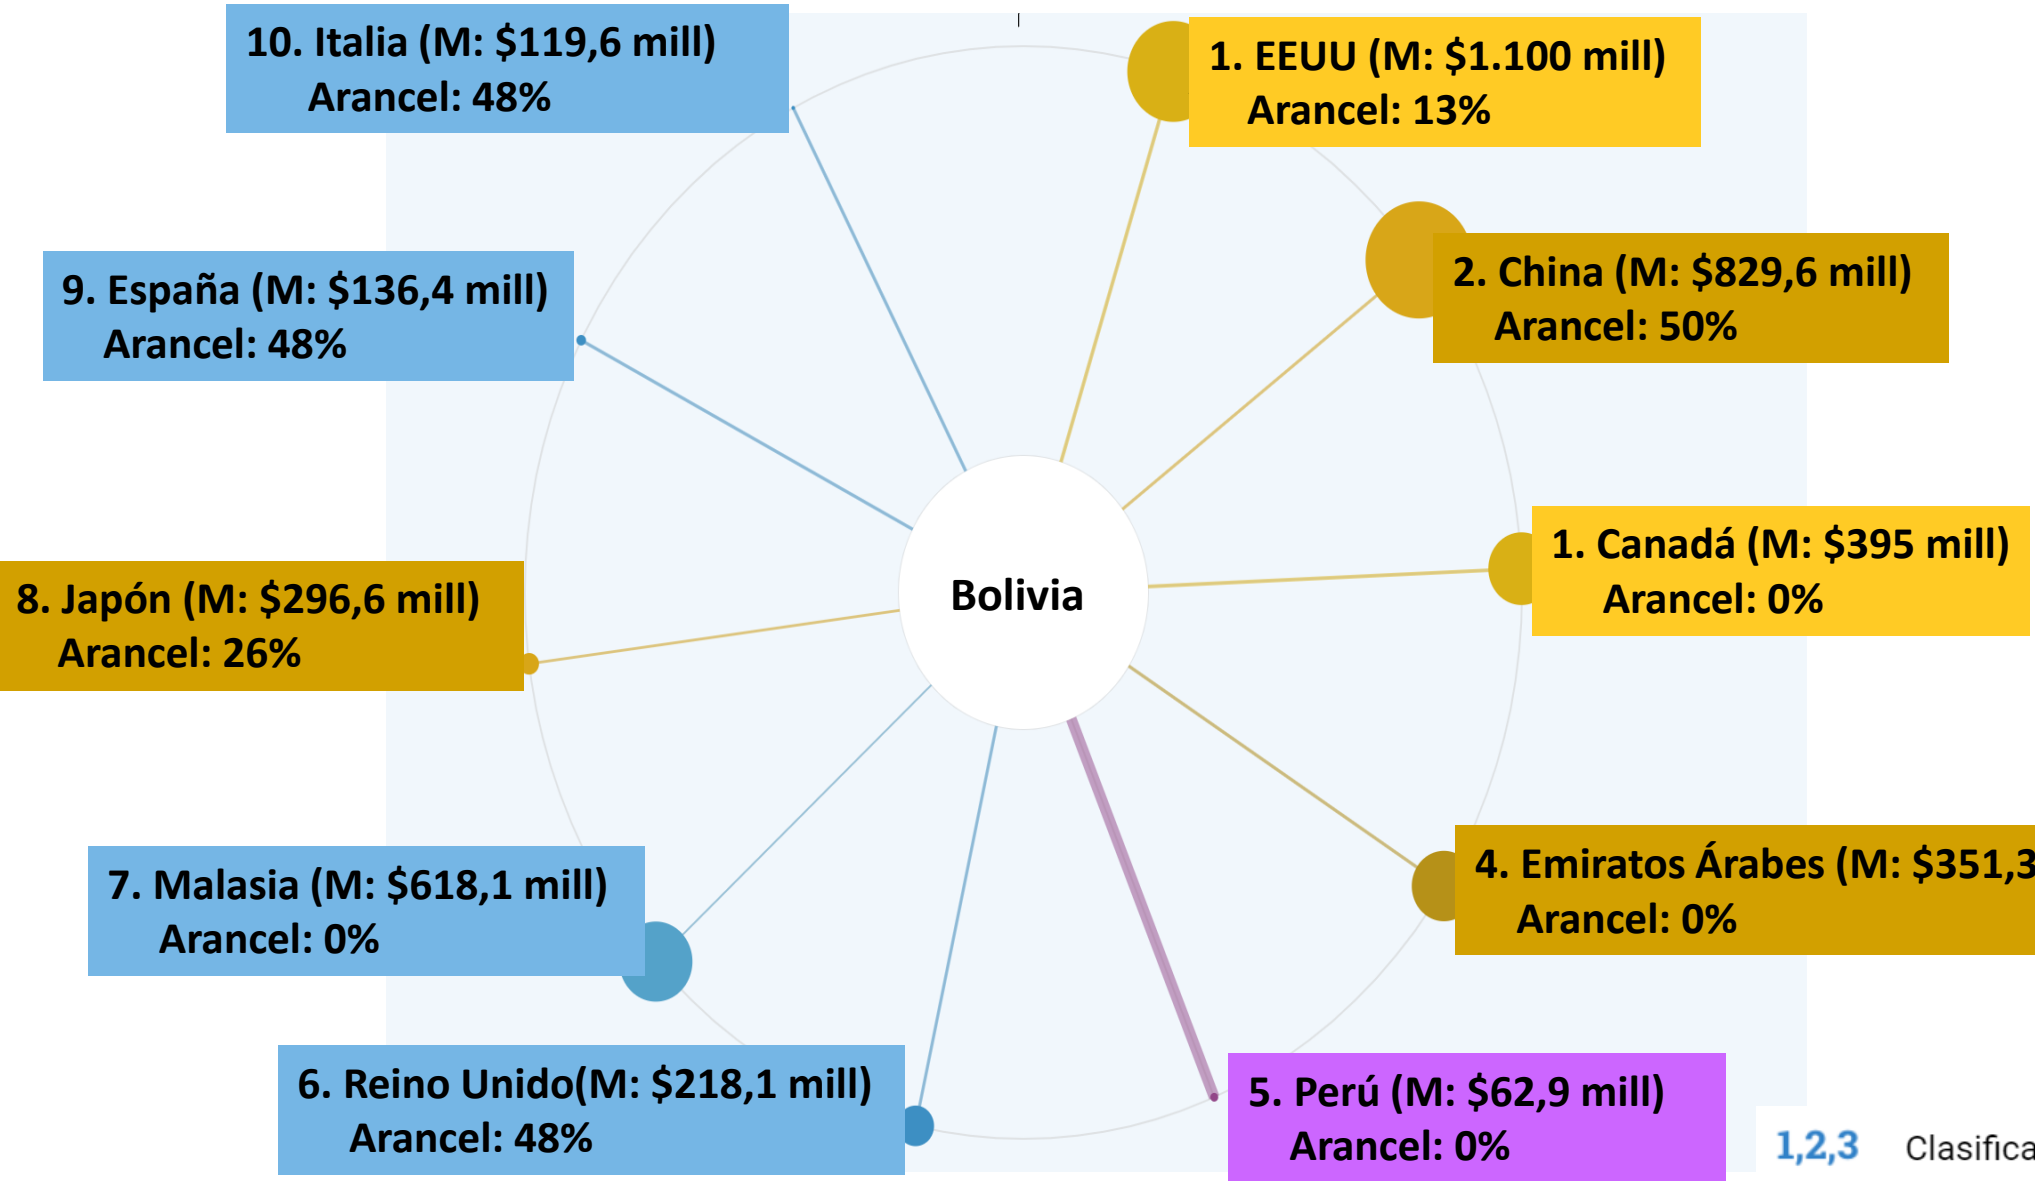 10. Italia (M: $119,6 mill)
Arancel: 48%
1. EEUU (M: $1.100 mill)
Arancel: 13%
9. España (M: $136,4 mill)
Arancel: 48%
2. China (M: $829,6 mill)
Arancel: 50%
8. Japón (M: $296,6 mill)
Arancel: 26%
Bolivia
1. Canadá (M: $395 mill)
Arancel: 0%
7. Malasia (M: $618,1 mill)
Arancel: 0%
4. Emiratos Árabes (M: $351,3
Arancel: 0%
6. Reino Unido(M: $218,1 mill)
Arancel: 48%
5. Perú (M: $62,9 mill)
Arancel: 0%
1,2,3 Clasifica